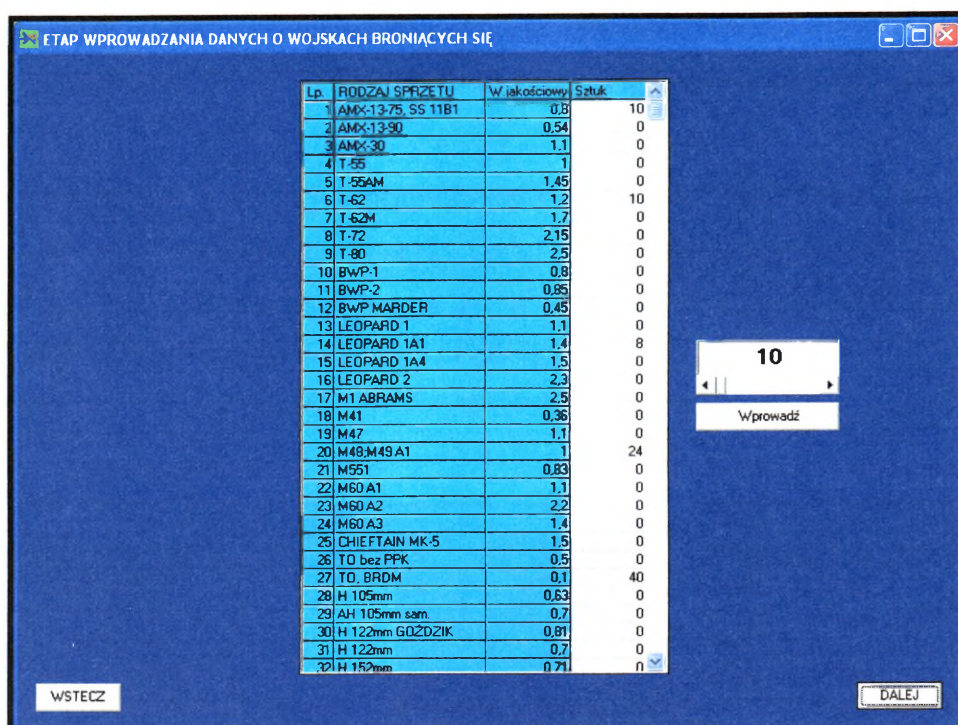 ETAP WPROWADZANIA DANYCH O WOJSKACH BRONIĄCYCH SIĘ
Lp. RODZAJ SPRZETU W jakościowy Sztuk
1 AMX-13-75, SS 11B1 0,8 10
2 AMX-13-90 0,54 0
3 AMX-30 1,1 0
4 T-55 1 0
5 T-55AM 1,45 0
6 T-62 1,2 10
7 T-62M 1,7 0
8 T-72 2,15 0
9 T-80 2,5 0
10 BWP-1 0,8 0
11 BWP-2 0,85 0
12 BWP MARDER 0,45 0
13 LEOPARD 1 1,1 0
14 LEOPARD 1A1 1,4 8
15 LEOPARD 1A4 1,5 0
16 LEOPARD 2 2,3 0
17 M1 ABRAMS 2,5 0
18 M41 0,36 0
19 M47 1,1 0
20 M48;M49 A1 1 24
21 M551 0,83 0
22 M60 A1 1,1 0
23 M60 A2 2,2 0
24 M60 A3 1,4 0
25 CHIEFTAIN MK-5 1,5 0
26 TO bez PPK 0,5 0
27 TO, BRDM 0,1 40
28 H 105mm 0,63 0
29 AH 105mm sam. 0,7 0
30 H 122mm GOŹDZIK 0,81 0
31 H 122mm 0,7 0
32 H 152mm 0,71 0
10
Wprowadź
WSTECZ
DALEJ